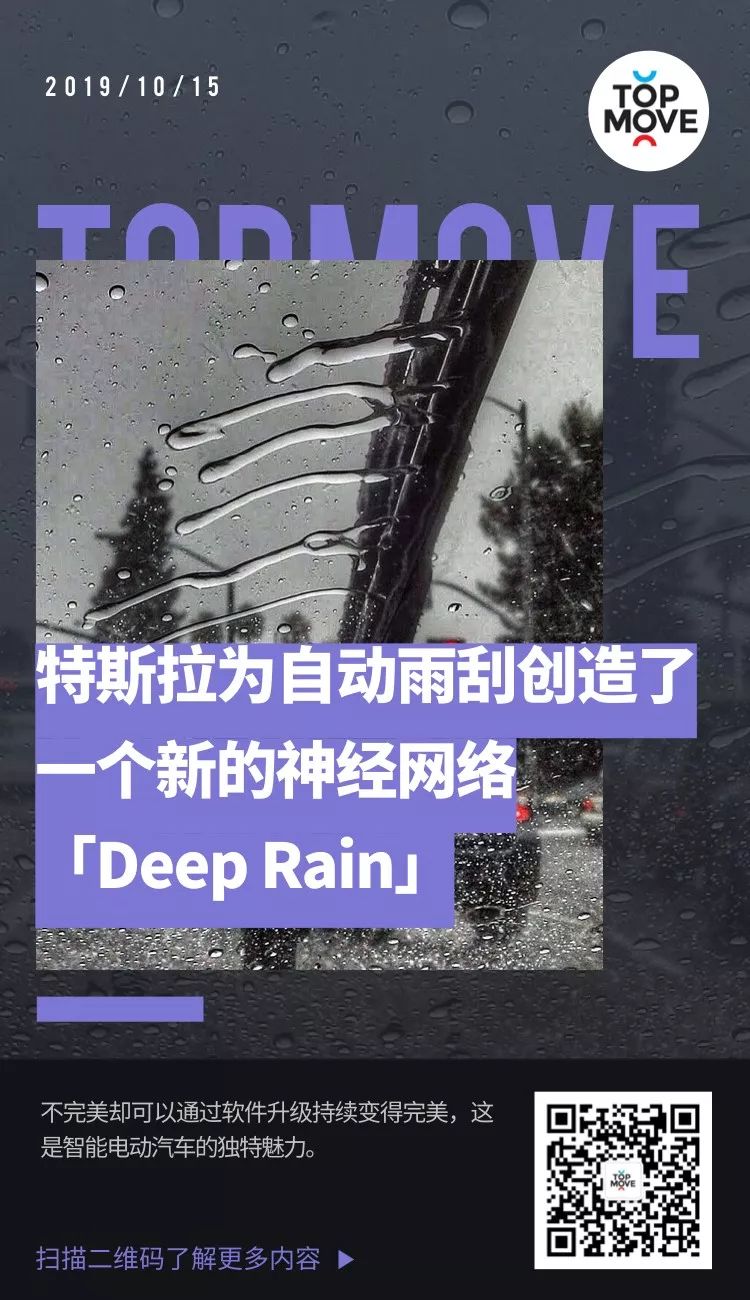 2019/10/15
TOP
MOVE
TOPMOVE
特斯拉为自动雨刮创造了
一个新的神经网络
「Deep Rain」
不完美却可以通过软件升级持续变得完美，这
是智能电动汽车的独特魅力。
TOP
MOVE
扫描二维码了解更多内容 ▶